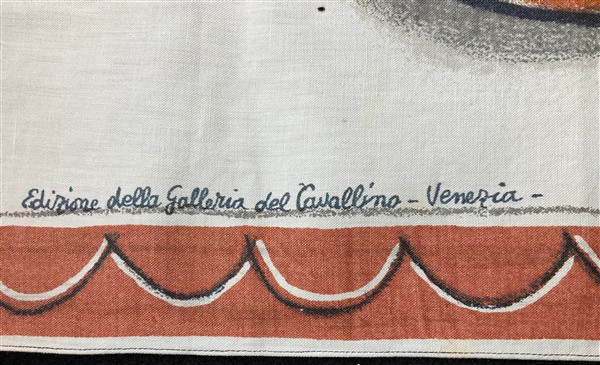 Edizione della Galleria del Cavallino - Venezia -